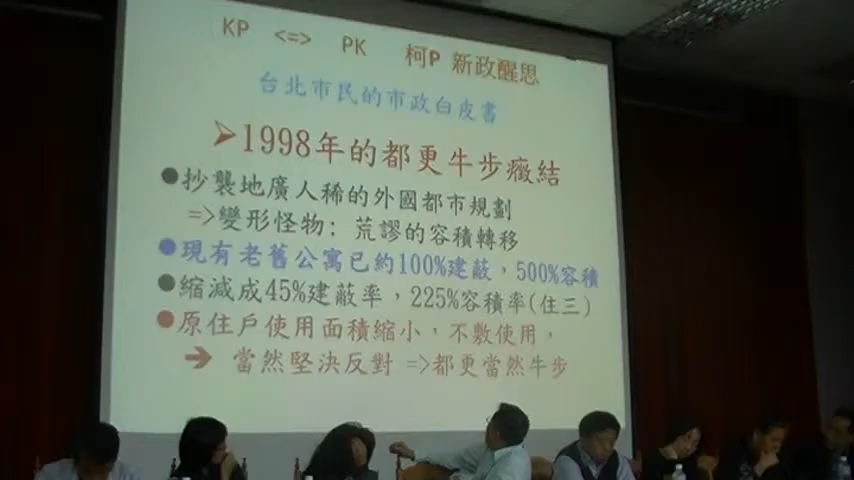 KP <=> PK 柯P 新政醒思
台北市民的市政白皮書
➢1998年的都更牛步癥結
●抄襲地廣人稀的外國都市規劃
=>變形怪物: 荒謬的容積轉移
●現有老舊公寓已約100%建蔽,500%容積
●縮減成45%建蔽率,225%容積率(住三)
●原住戶使用面積縮小,不敷使用,
➔ 當然堅決反對 =>都更當然牛步